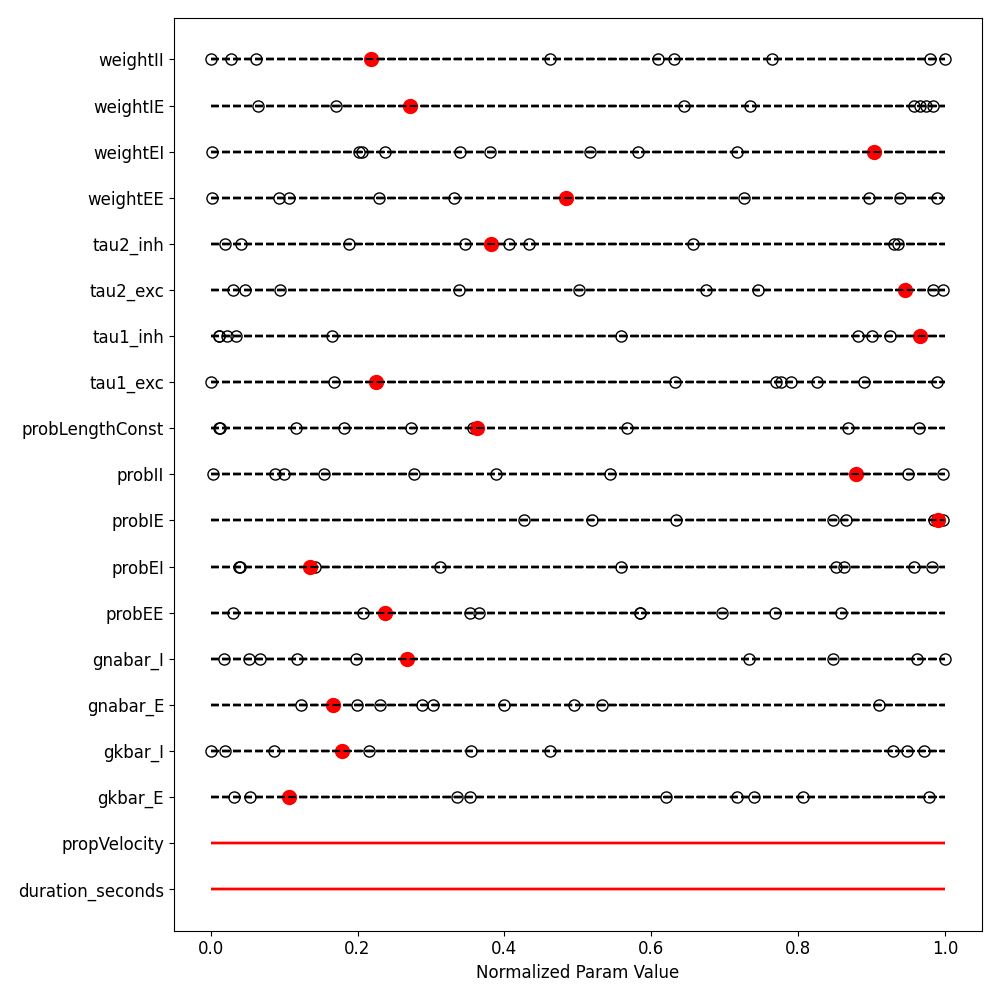 weightII
weightIE
weightEI
weightEE
tau2_inh
tau2_exc
tau1_inh
tau1_exc
probLengthConst
probII
probIE
probEI
probEE
gnabar_I
gnabar_E
gkbar_I
gkbar_E
propVelocity
duration_seconds
0.0 0.2 0.4 0.6 0.8 1.0
Normalized Param Value